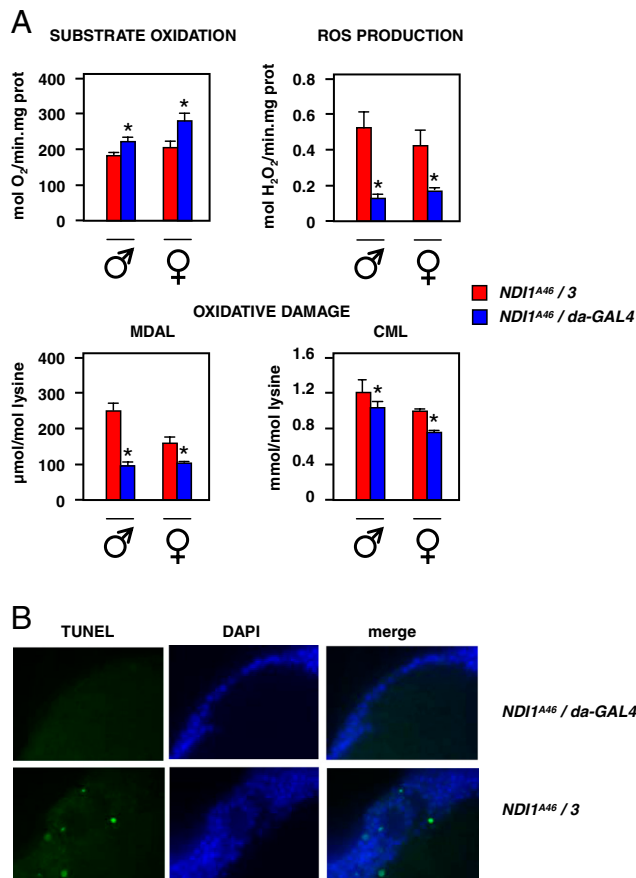 A
SUBSTRATE OXIDATION
mol O2/min.mg prot
400
300
200
100
0
*
*
♂
♀
ROS PRODUCTION
mol H2O2/min.mg prot
0.8
0.6
0.4
0.2
0
*
*
♂
♀
NDI1A46 / 3
NDI1A46 / da-GAL4
OXIDATIVE DAMAGE
MDAL
µmol/mol lysine
400
300
200
100
0
*
*
♂
♀
CML
mmol/mol lysine
1.6
1.2
0.8
0.4
0
*
*
♂
♀
B
TUNEL
DAPI
merge
NDI1A46 / da-GAL4
NDI1A46 / 3